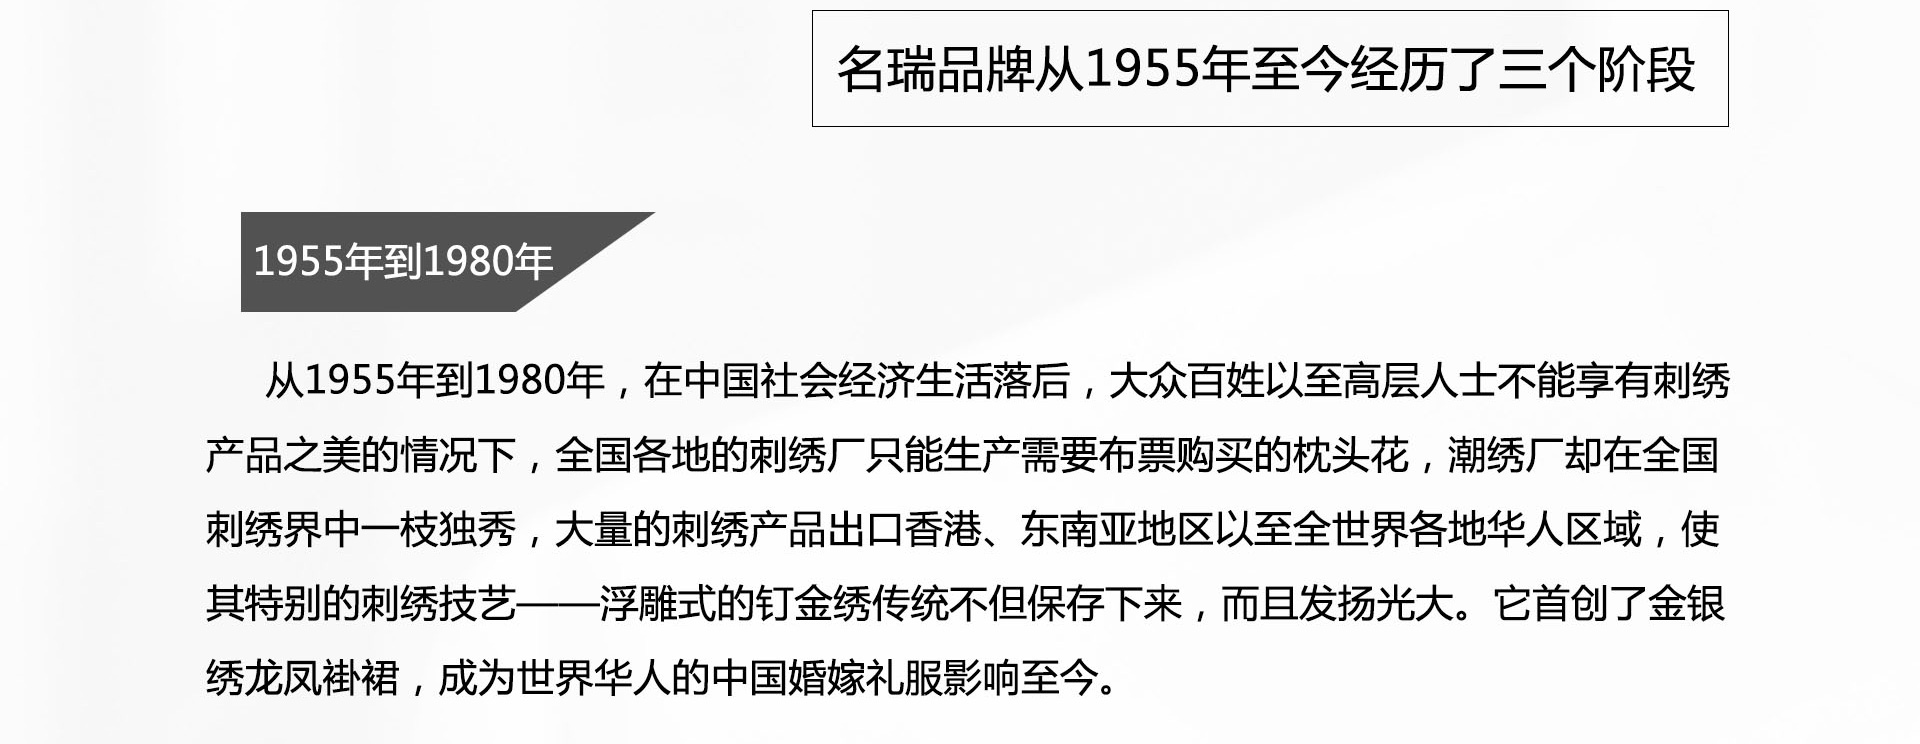 名瑞品牌从1955年至今经历了三个阶段
1955年到1980年
从1955年到1980年，在中国社会经济生活落后，大众百姓以至高层人士不能享有刺绣
产品之美的情况下，全国各地的刺绣厂只能生产需要布票购买的枕头花，潮绣厂却在全国
刺绣界中一枝独秀，大量的刺绣产品出口香港、东南亚地区以至全世界各地华人区域，使
其特别的刺绣技艺——浮雕式的钉金绣传统不但保存下来，而且发扬光大。它首创了金银
绣龙凤褂裙，成为世界华人的中国婚嫁礼服影响至今。